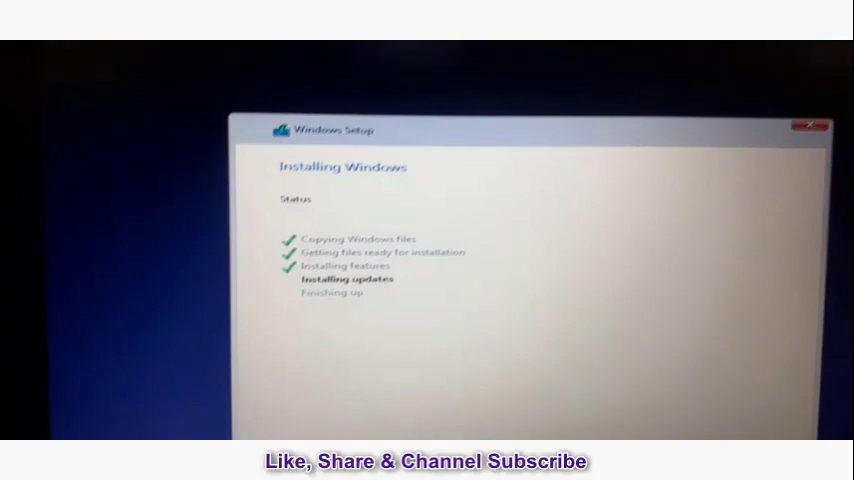 Windows Setup
Installing Windows
Status
Copying Windows files
Getting files ready for installation
Installing features
Installing updates
Finishing up
Like, Share & Channel Subscribe